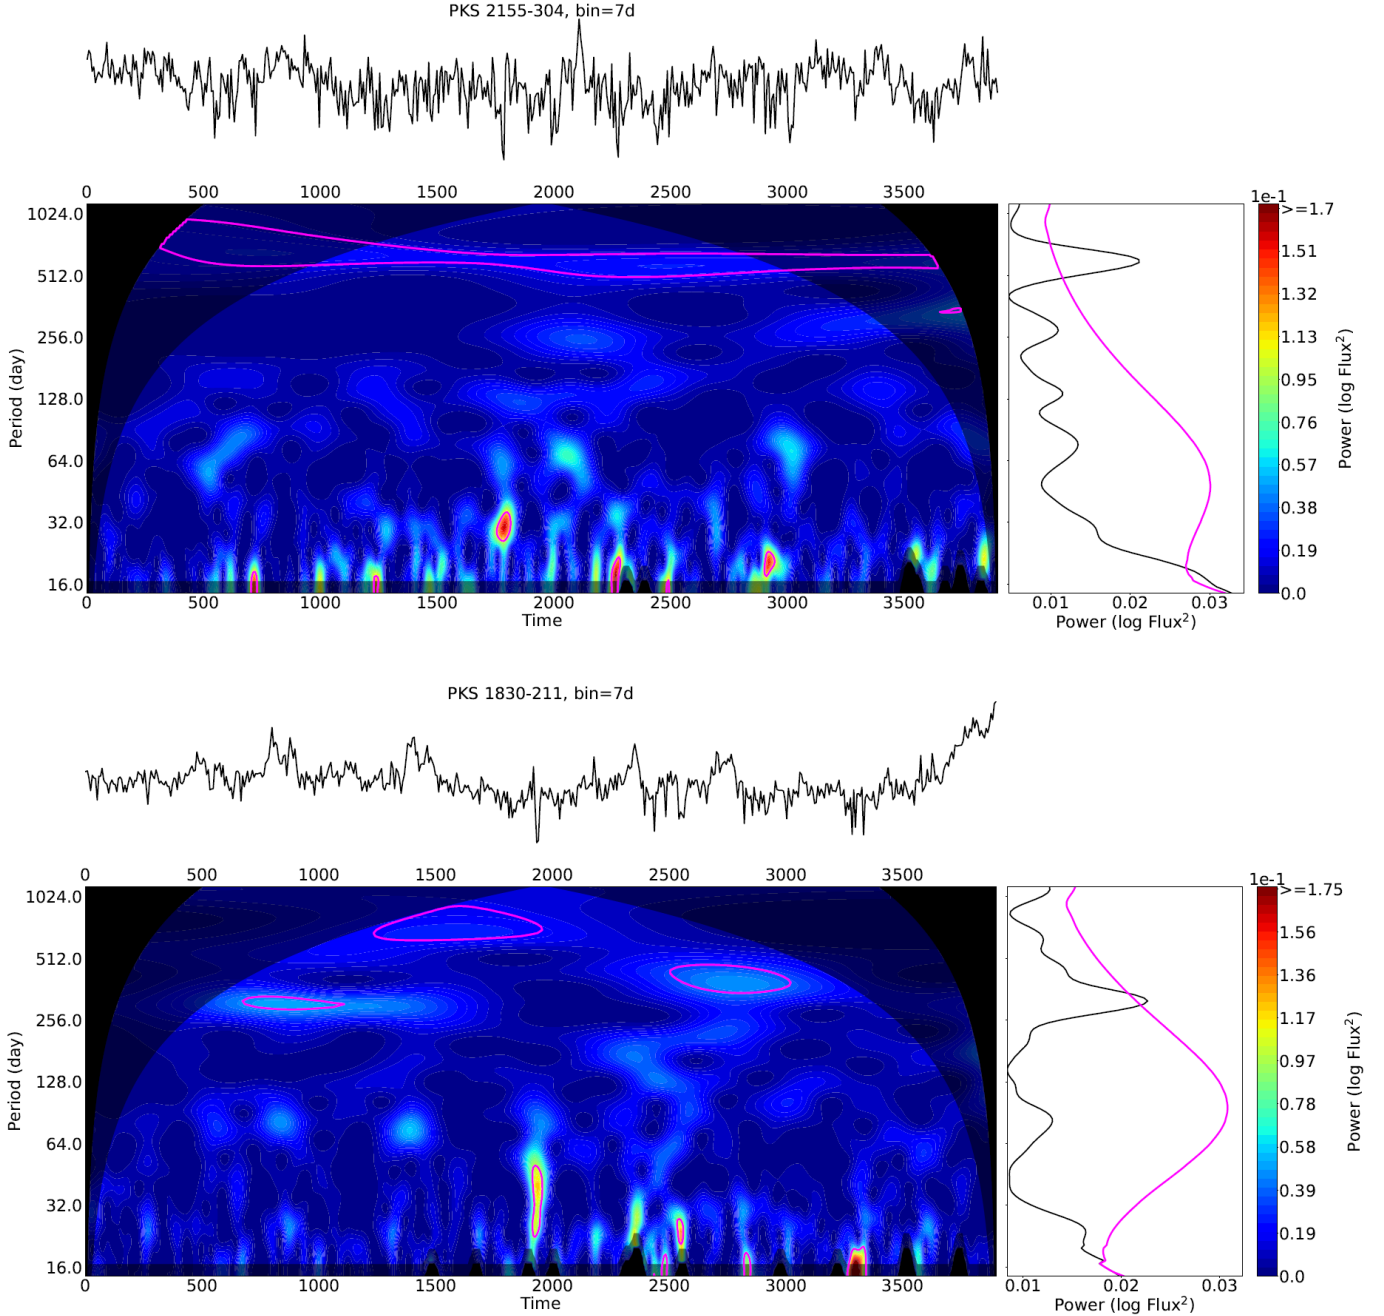 PKS 2155-304, bin=7d
0 500 1000 1500 2000 2500 3000 3500
1e-1
1024.0
512.0
256.0
128.0
64.0
32.0
16.0
Period (day)
0 500 1000 1500 2000 2500 3000 3500
Time
0.01 0.02 0.03
Power (log Flux²)
>=1.7
1.51
1.32
1.13
0.95
0.76
0.57
0.38
0.19
0.0
Power (log Flux²)
PKS 1830-211, bin=7d
0 500 1000 1500 2000 2500 3000 3500
1e-1
1024.0
512.0
256.0
128.0
64.0
32.0
16.0
Period (day)
0 500 1000 1500 2000 2500 3000 3500
Time
0.01 0.02 0.03
Power (log Flux²)
>=1.75
1.56
1.36
1.17
0.97
0.78
0.58
0.39
0.19
0.0
Power (log Flux²)